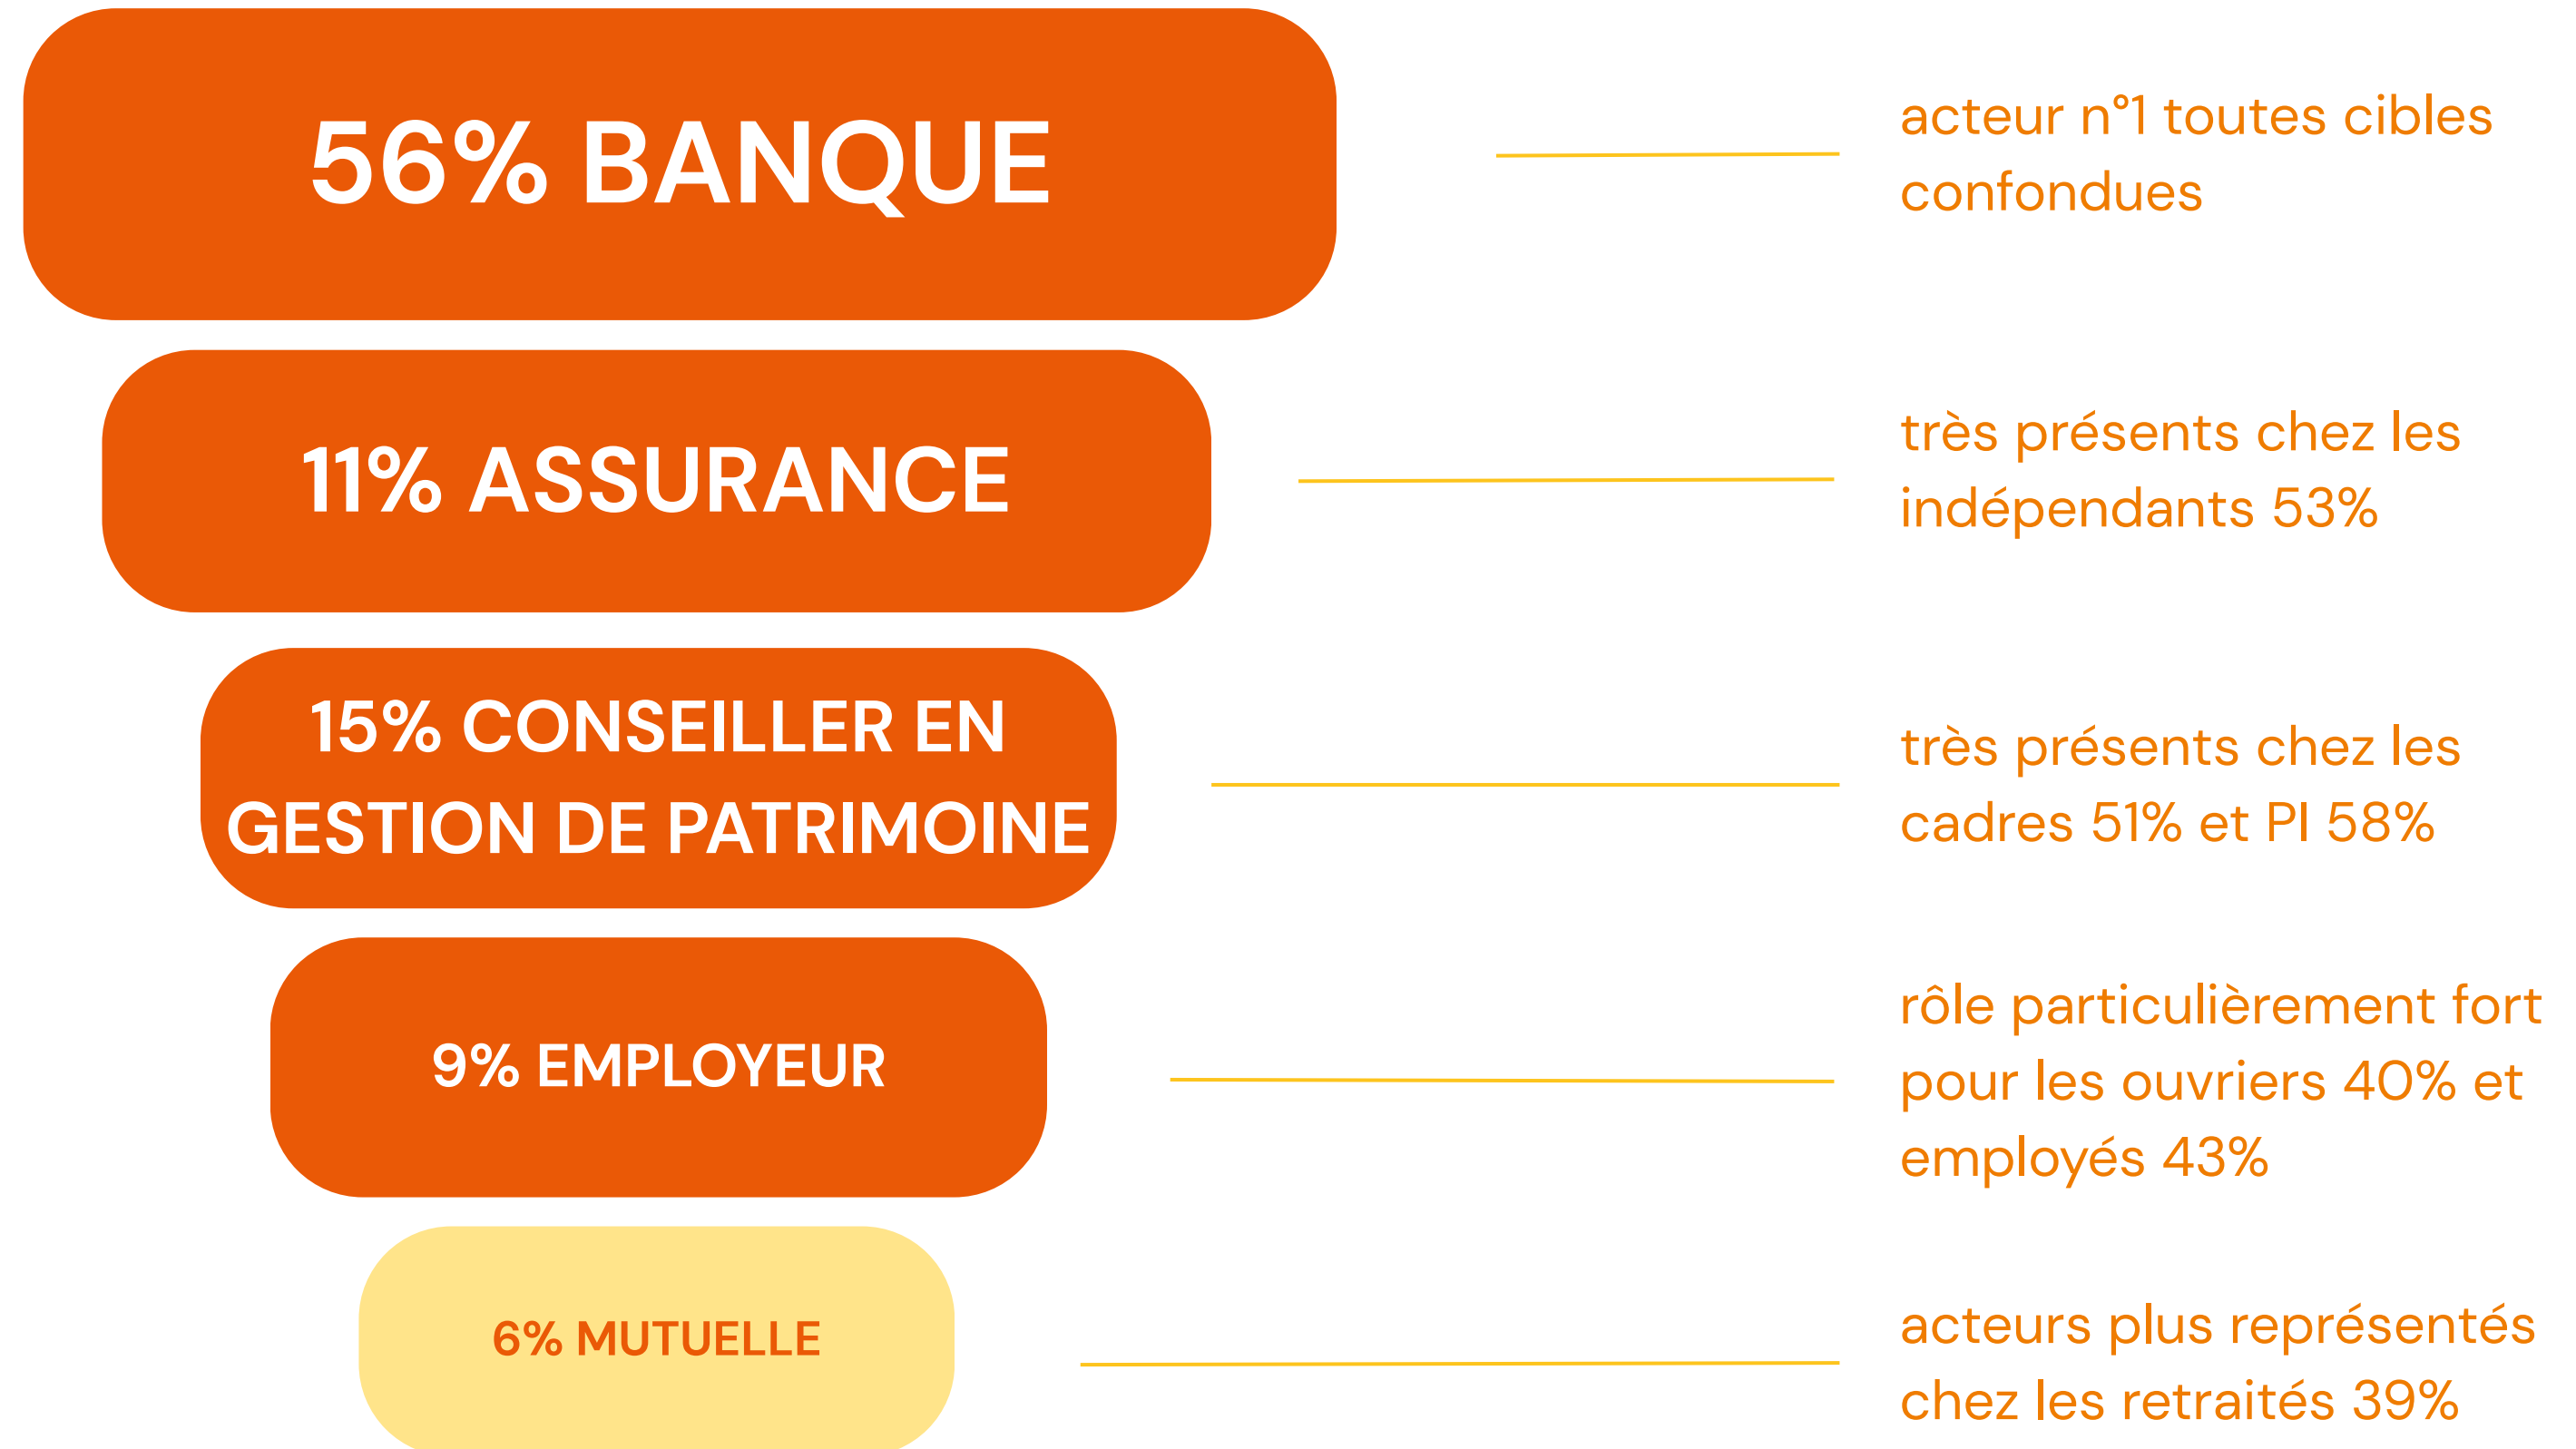 56% BANQUE
acteur n°1 toutes cibles
confondues
11% ASSURANCE
très présents chez les
indépendants 53%
15% CONSEILLER EN
GESTION DE PATRIMOINE
très présents chez les
cadres 51% et PI 58%
9% EMPLOYEUR
rôle particulièrement fort
pour les ouvriers 40% et
employés 43%
6% MUTUELLE
acteurs plus représentés
chez les retraités 39%